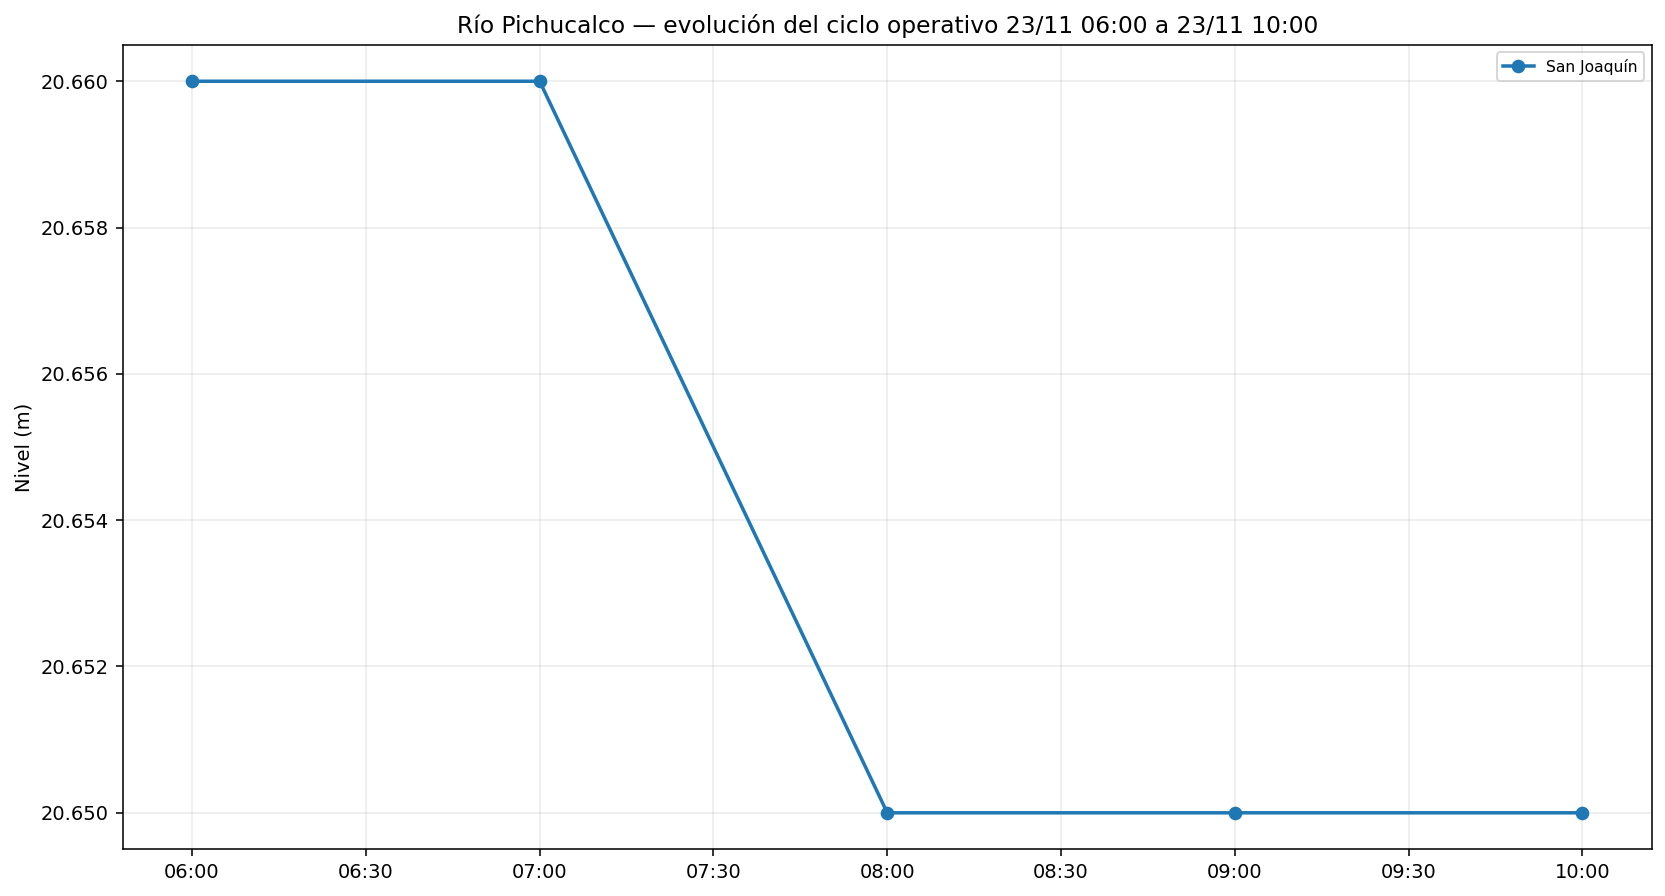 Río Pichucalco — evolución del ciclo operativo 23/11 06:00 a 23/11 10:00
San Joaquín
Nivel (m)
20.660
20.658
20.656
20.654
20.652
20.650
06:00 06:30 07:00 07:30 08:00 08:30 09:00 09:30 10:00